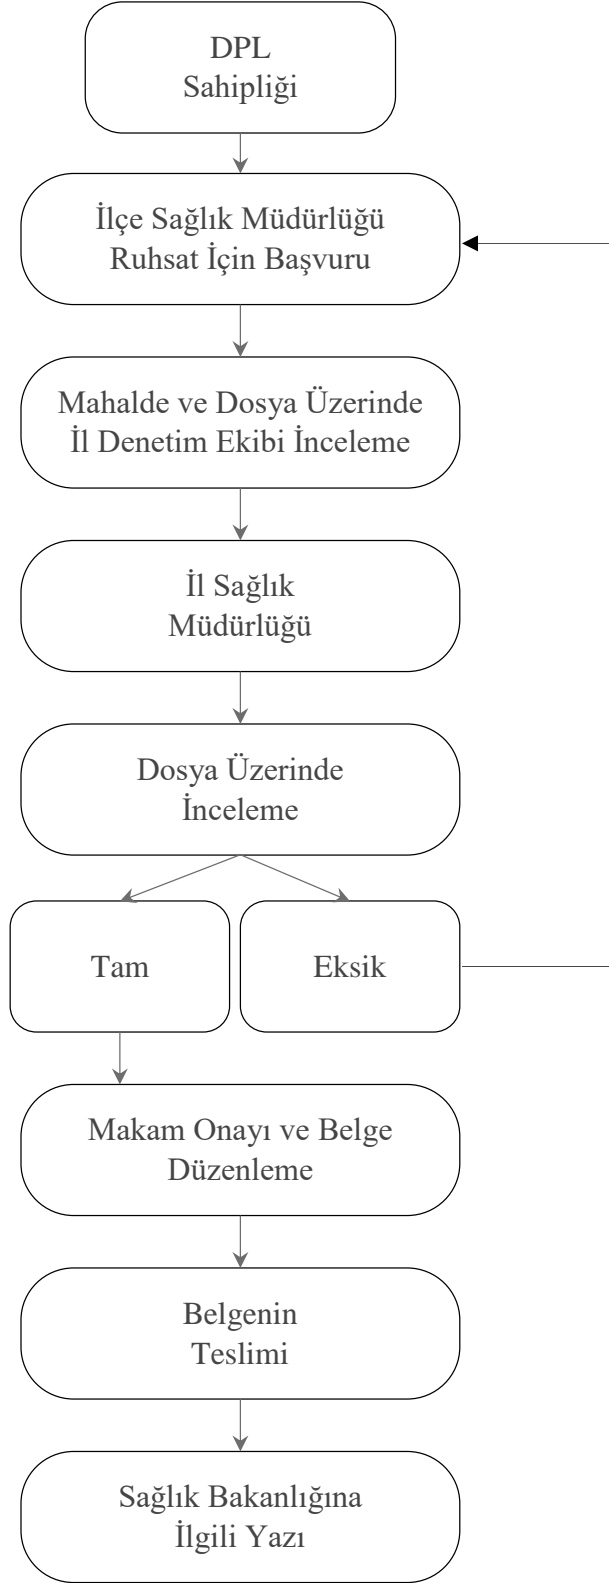 DPL
Sahipliği
İlçe Sağlık Müdürlüğü
Ruhsat İçin Başvuru
Mahalde ve Dosya Üzerinde
İl Denetim Ekibi İnceleme
İl Sağlık
Müdürlüğü
Dosya Üzerinde
İnceleme
Tam
Eksik
Makam Onayı ve Belge
Düzenleme
Belgenin
Teslimi
Sağlık Bakanlığına
İlgili Yazı